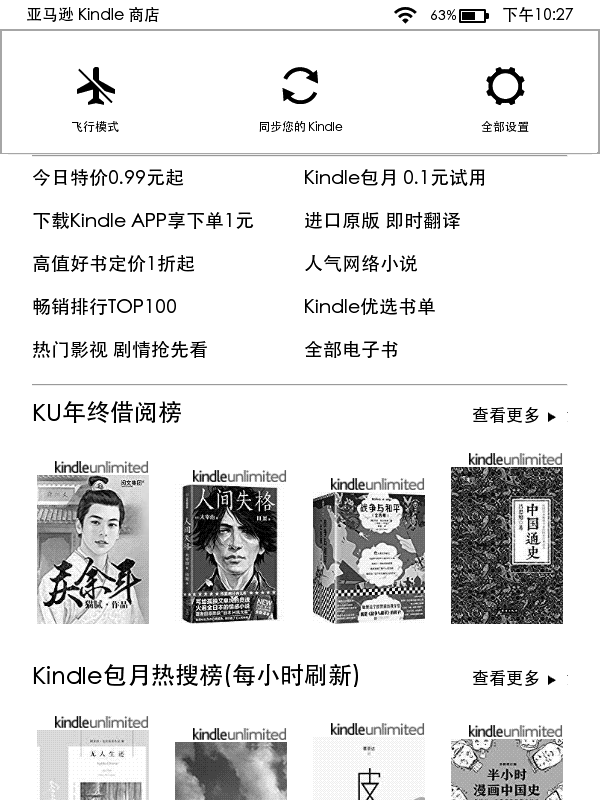 亚马逊 Kindle 商店 63% 下午10:27
飞行模式 同步您的 Kindle 全部设置
今日特价0.99元起 Kindle包月 0.1元试用
下载Kindle APP享下单1元 进口原版 即时翻译
高值好书定价1折起 人气网络小说
畅销排行TOP100 Kindle优选书单
热门影视 剧情抢先看 全部电子书
KU年终借阅榜 查看更多
kindleunlimited kindleunlimited kindleunlimited kindleunlimited
庆余年
猫腻·作品
人间失格
战争与和平
中国通史
Kindle包月热搜榜(每小时刷新) 查看更多
kindleunlimited kindleunlimited kindleunlimited kindleunlimited
无人生还
皮
半小时
漫画中国史